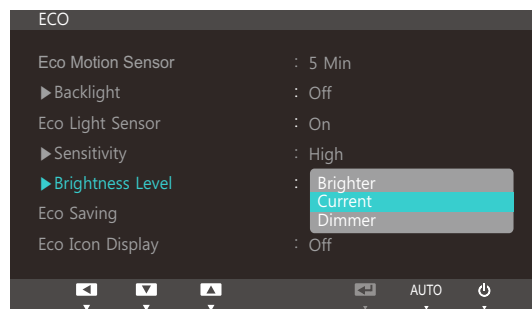 ECO
Eco Motion Sensor : 5 Min
▶Backlight : Off
Eco Light Sensor : On
▶Sensitivity : High
▶Brightness Level : Brighter
Current
Eco Saving Dimmer
Eco Icon Display : Off
AUTO